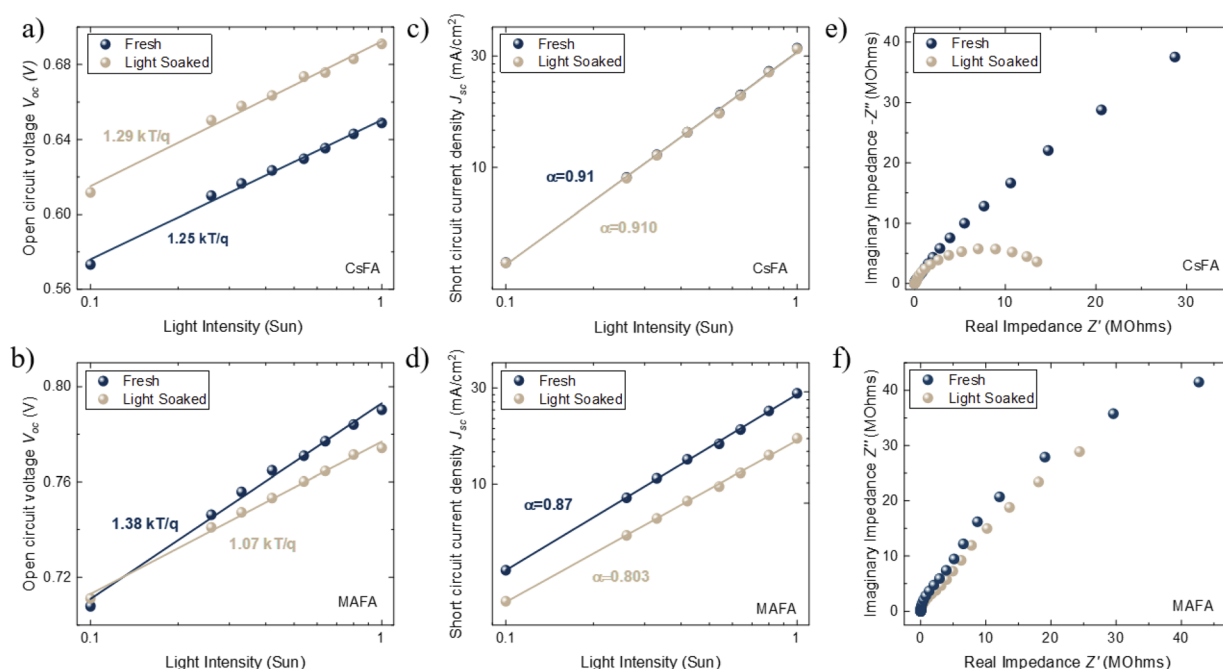 a)
Open circuit voltage Voc (V)
0.68
0.64
0.60
0.56
Fresh
Light Soaked
1.29 kT/q
1.25 kT/q
CsFA
0.1
1
Light Intensity (Sun)
c)
Short circuit current density Jsc (mA/cm²)
30
10
Fresh
Light Soaked
α=0.91
α=0.910
CsFA
0.1
1
Light Intensity (Sun)
e)
Imaginary Impedance -Z'' (MOhms)
40
30
20
10
0
Fresh
Light Soaked
CsFA
0
10
20
30
Real Impedance Z' (MOhms)
b)
Open circuit voltage Voc (V)
0.80
0.76
0.72
Fresh
Light Soaked
1.38 kT/q
1.07 kT/q
MAFA
0.1
1
Light Intensity (Sun)
d)
Short circuit current density Jsc (mA/cm²)
30
10
Fresh
Light Soaked
α=0.87
α=0.803
MAFA
0.1
1
Light Intensity (Sun)
f)
Imaginary Impedance Z'' (MOhms)
40
30
20
10
0
Fresh
Light Soaked
MAFA
0
10
20
30
40
Real Impedance Z' (MOhms)